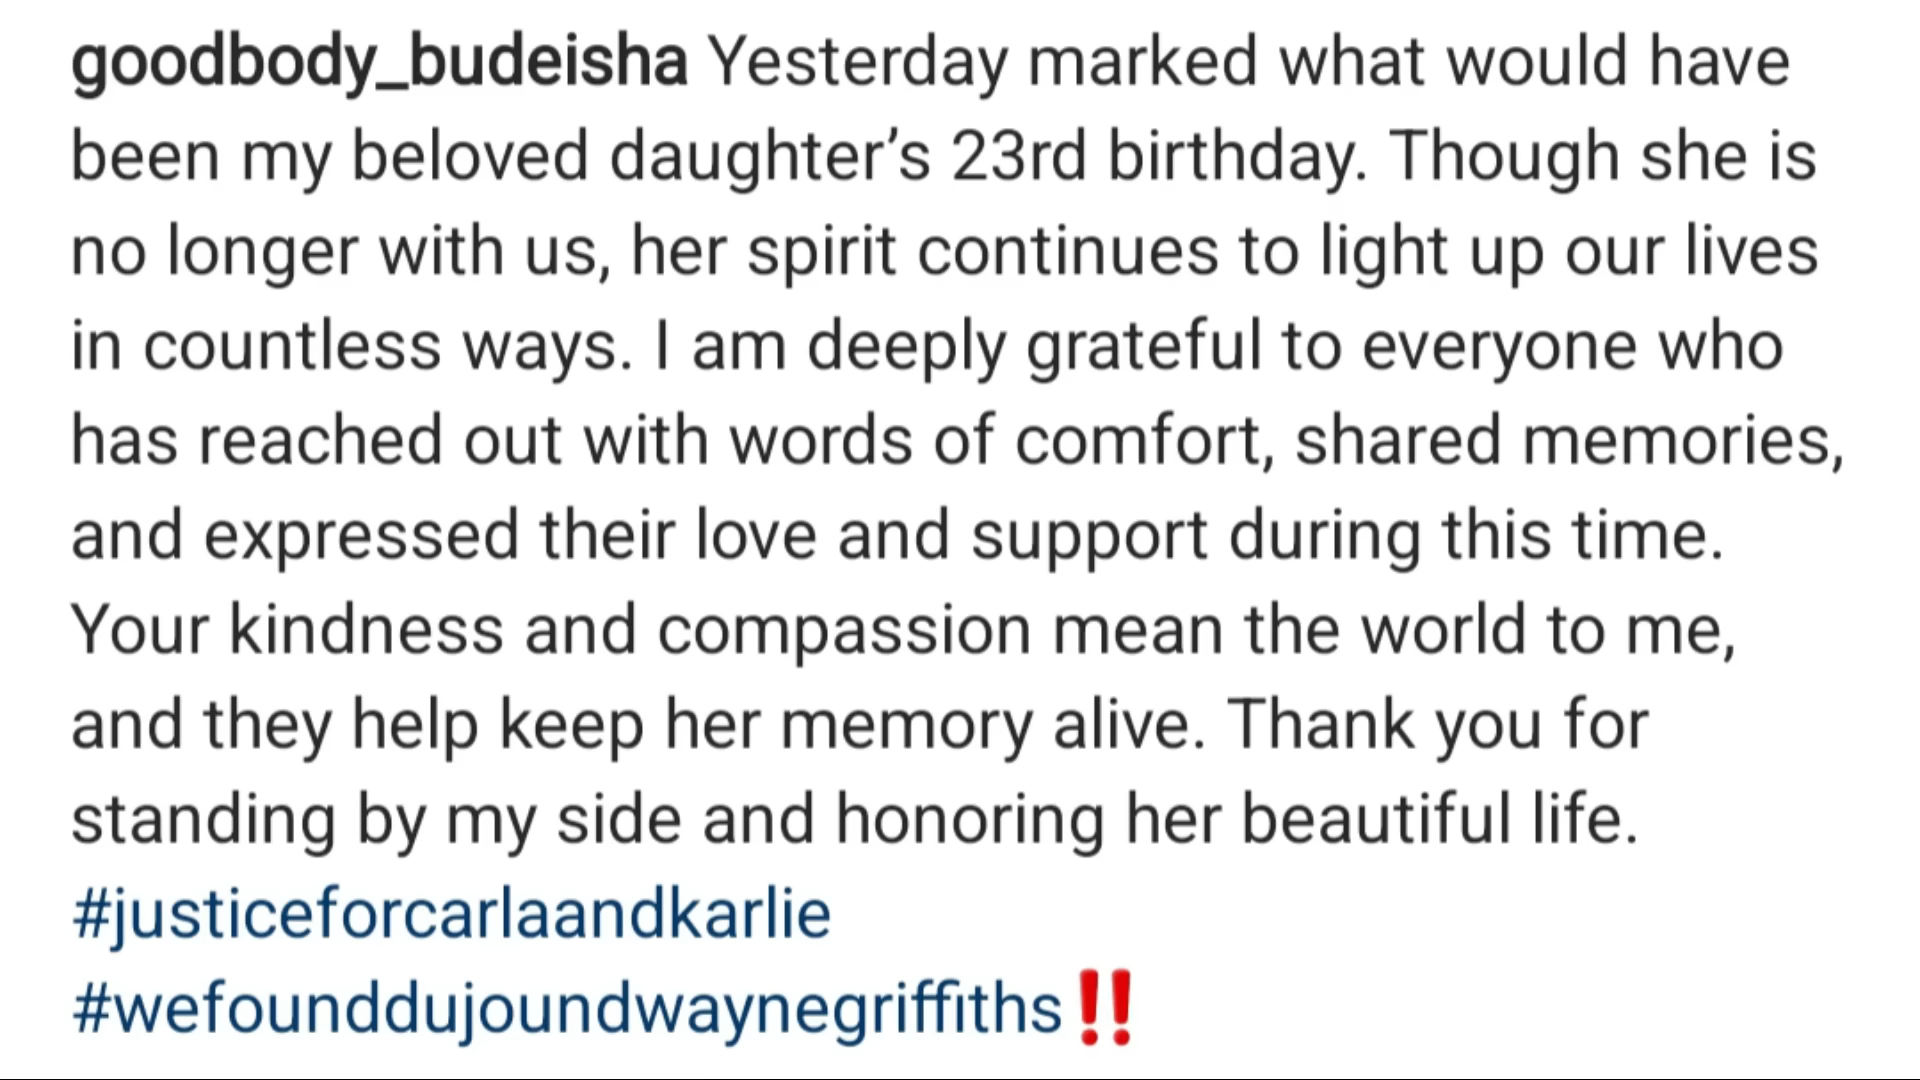 goodbody_budeisha Yesterday marked what would have
been my beloved daughter’s 23rd birthday. Though she is
no longer with us, her spirit continues to light up our lives
in countless ways. I am deeply grateful to everyone who
has reached out with words of comfort, shared memories,
and expressed their love and support during this time.
Your kindness and compassion mean the world to me,
and they help keep her memory alive. Thank you for
standing by my side and honoring her beautiful life.
#justiceforcarlaandkarlie
#wefounddujoundwaynegriffiths‼️